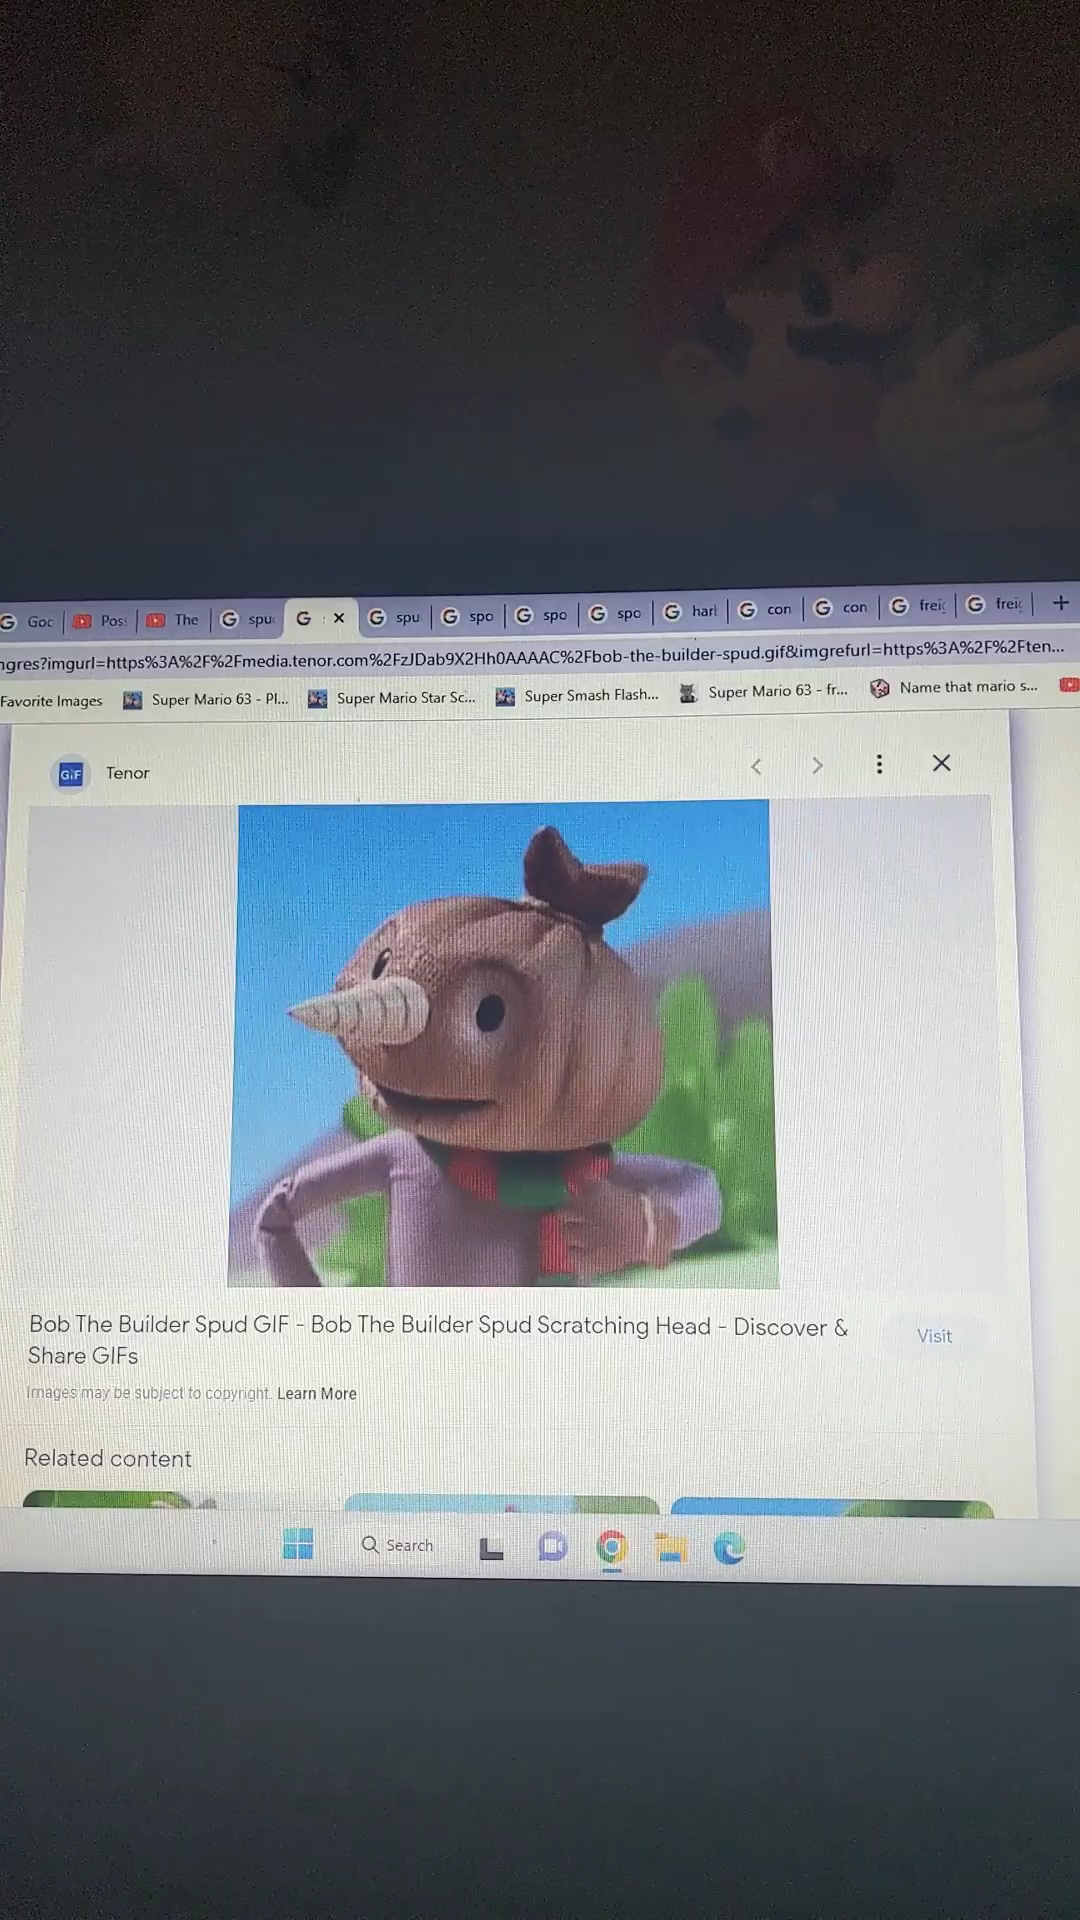 Goc
Pos
The
spu
spu
spo
spo
spo
harl
con
con
freig
freig
ngres?imgurl=https%3A%2F%2Fmedia.tenor.com%2FzJDab9X2Hh0AAAAC%2Fbob-the-builder-spud.gif&imgrefurl=https%3A%2F%2Ften...
Favorite Images
Super Mario 63 - Pl...
Super Mario Star Sc...
Super Smash Flash...
Super Mario 63 - fr...
Name that mario s...
GIF
Tenor
Bob The Builder Spud GIF - Bob The Builder Spud Scratching Head - Discover &
Share GIFs
Visit
Images may be subject to copyright. Learn More
Related content
Search